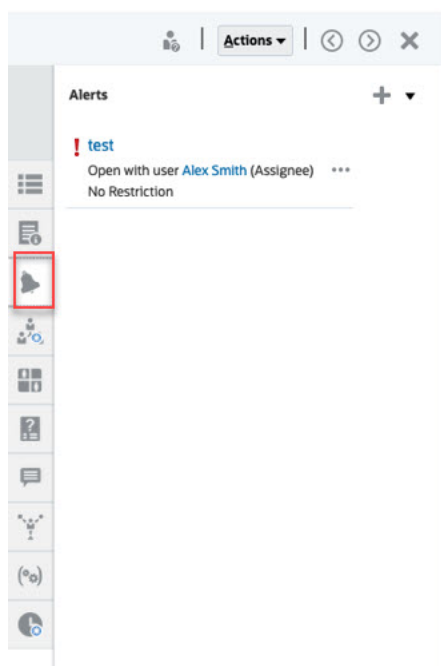 Actions
Alerts
test
Open with user Alex Smith (Assignee)
No Restriction